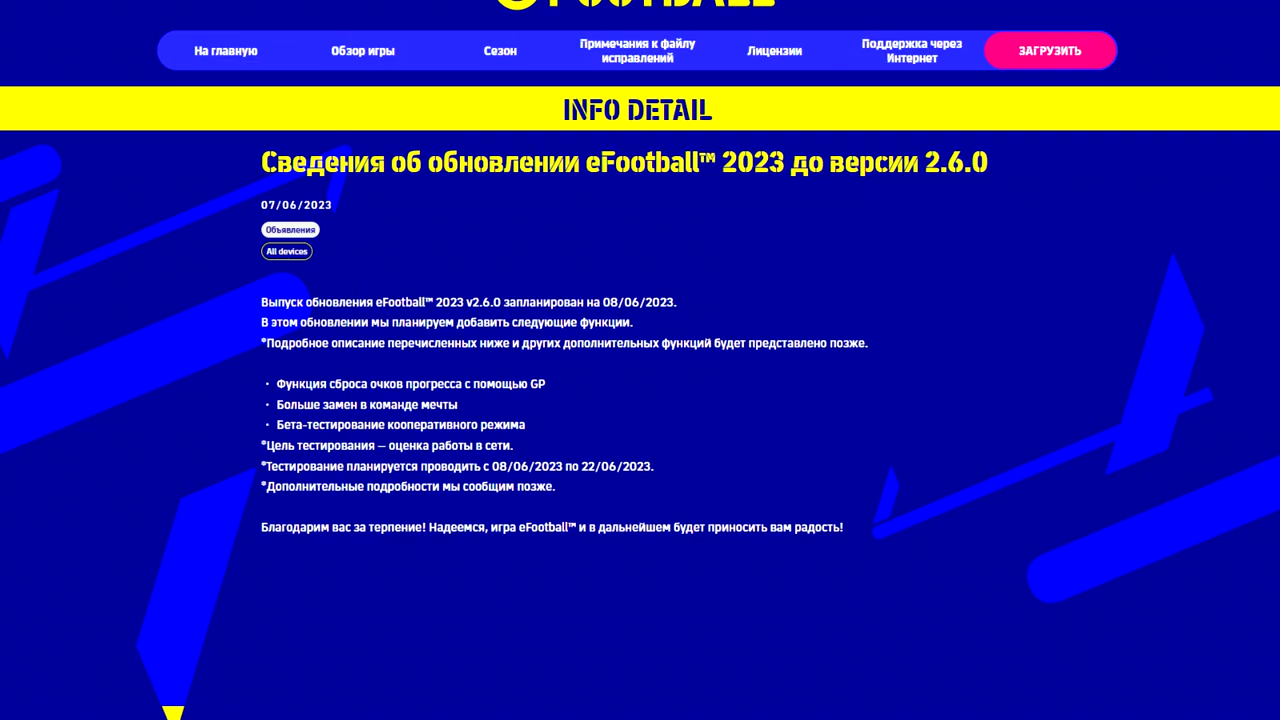 eFOOTBALL
На главную
Обзор игры
Сезон
Примечания к файлу
исправлений
Лицензии
Поддержка через
Интернет
ЗАГРУЗИТЬ
INFO DETAIL
Сведения об обновлении eFootball™ 2023 до версии 2.6.0
07/06/2023
Объявления
All devices
Выпуск обновления eFootball™ 2023 v2.6.0 запланирован на 08/06/2023.
В этом обновлении мы планируем добавить следующие функции.
*Подробное описание перечисленных ниже и других дополнительных функций будет представлено позже.
・ Функция сброса очков прогресса с помощью GP
・ Больше замен в команде мечты
・ Бета-тестирование кооперативного режима
*Цель тестирования — оценка работы в сети.
*Тестирование планируется проводить с 08/06/2023 по 22/06/2023.
*Дополнительные подробности мы сообщим позже.
Благодарим вас за терпение! Надеемся, игра eFootball™ и в дальнейшем будет приносить вам радость!